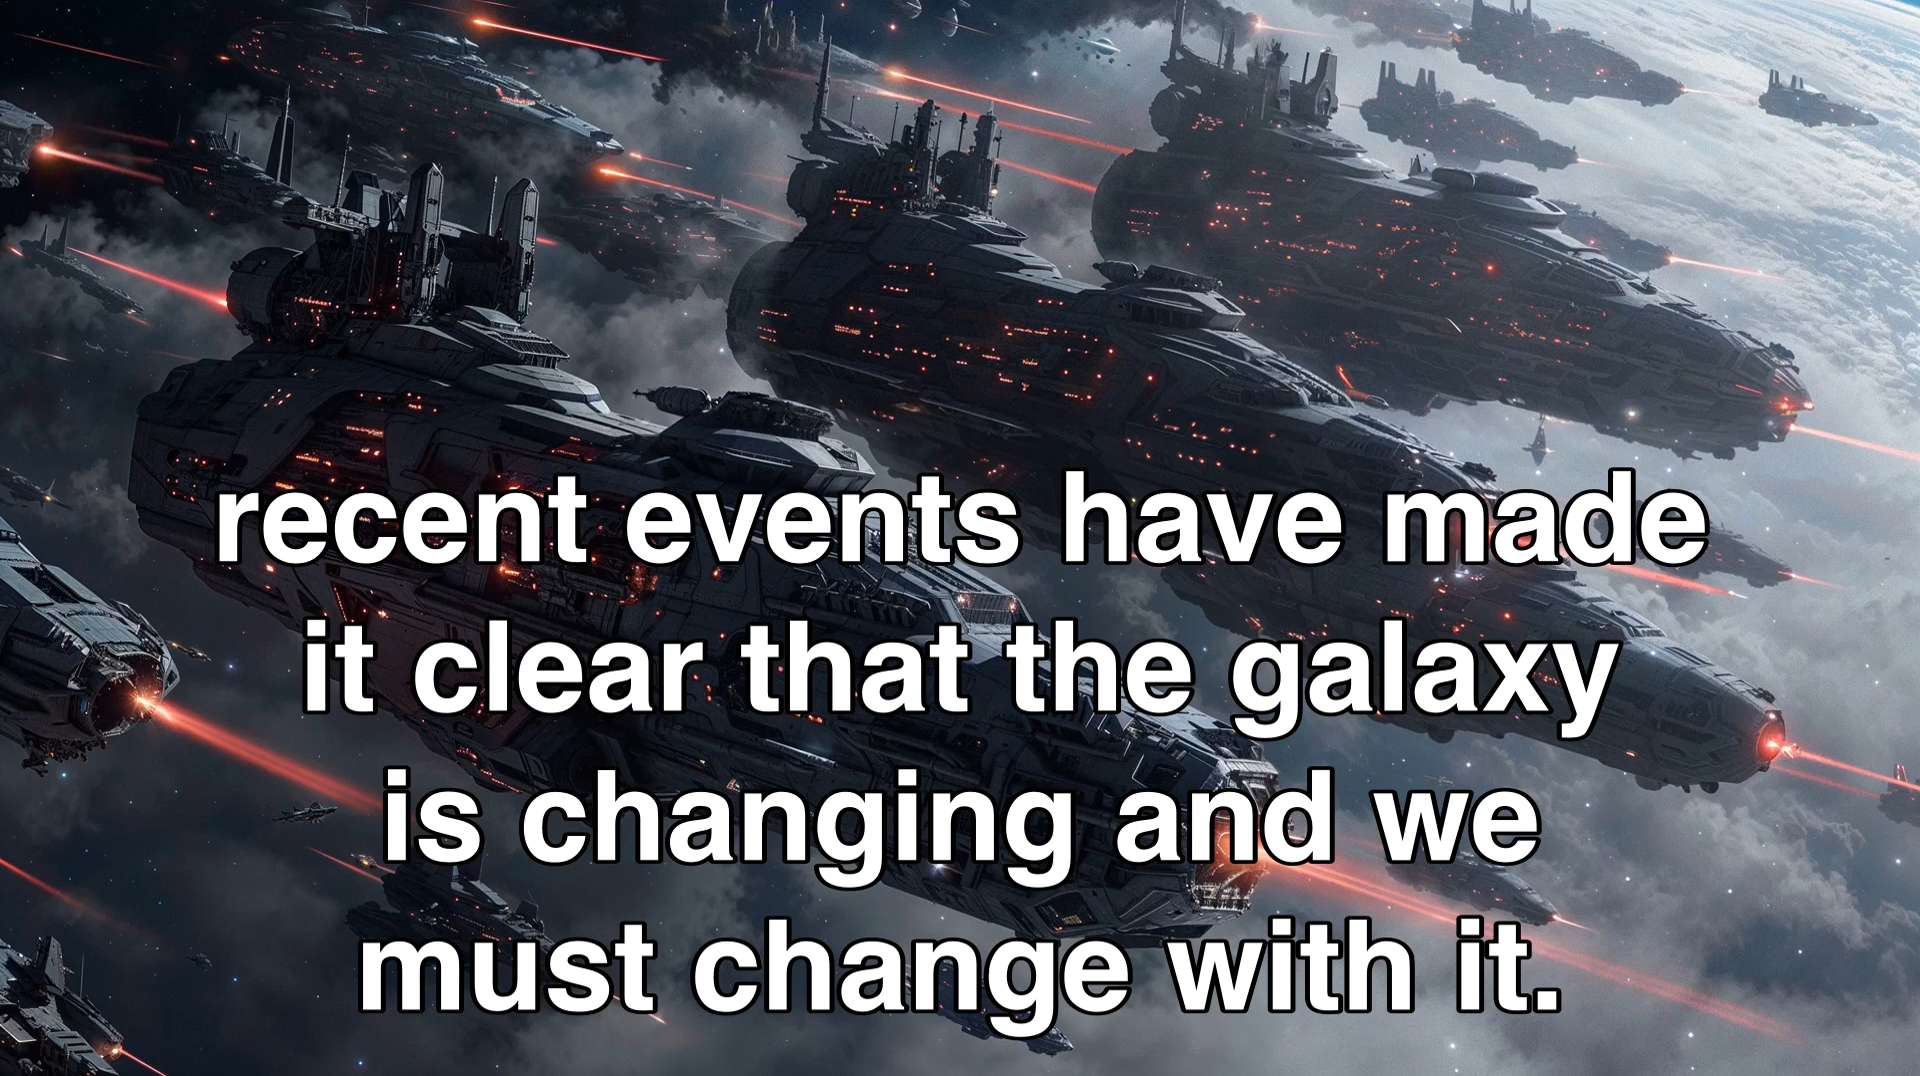 recent events have made
it clear that the galaxy
is changing and we
must change with it.